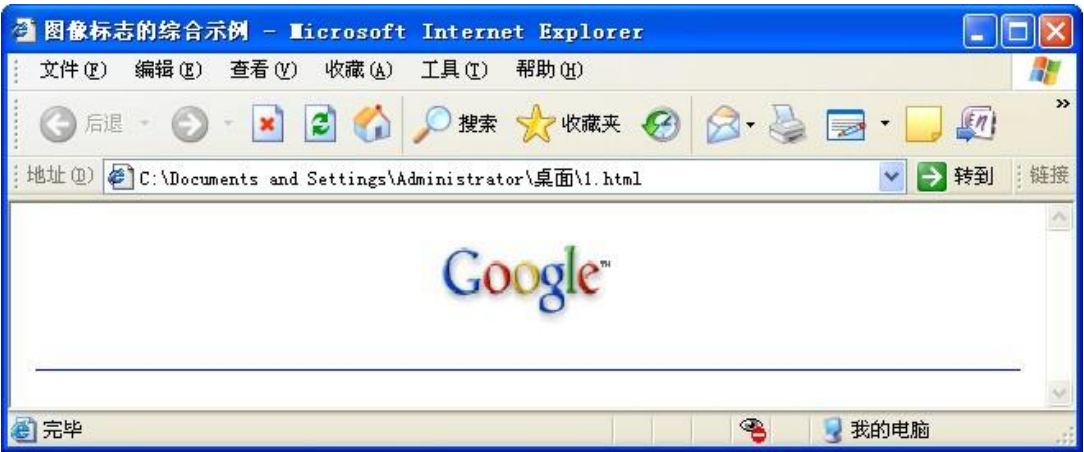 图像标志的综合示例 - Microsoft Internet Explorer
文件(F) 编辑(E) 查看(V) 收藏(A) 工具(T) 帮助(H)
后退 搜索 收藏夹 »
地址(D) C:\Documents and Settings\Administrator\桌面\1.html 转到 链接
Google™
完毕 我的电脑